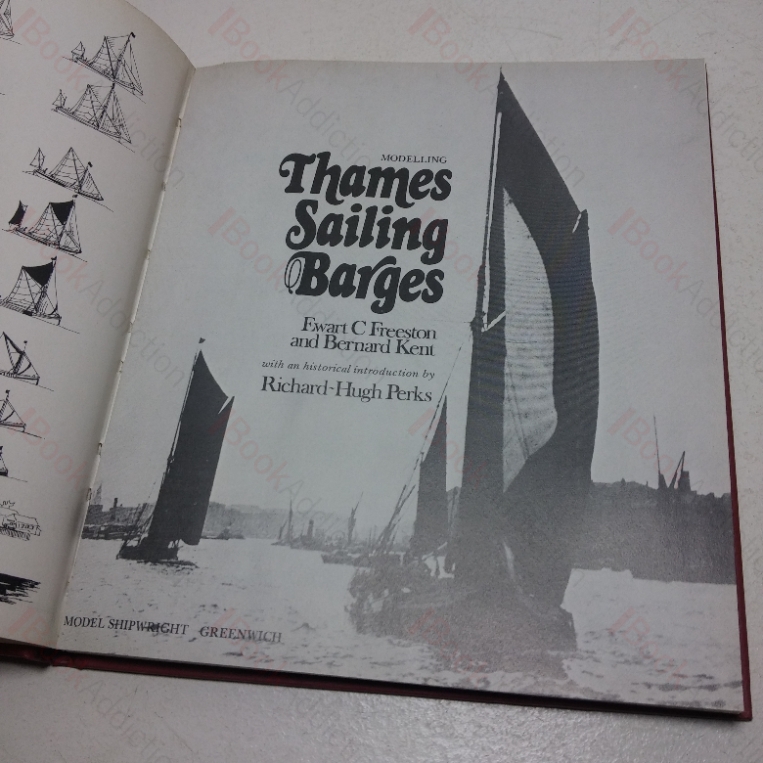 MODELLING
Thames
Sailing
Barges
Ewart C Freeston
and Bernard Kent
with an historical introduction by
Richard-Hugh Perks
MODEL SHIPWRIGHT GREENWICH
BookAddiction